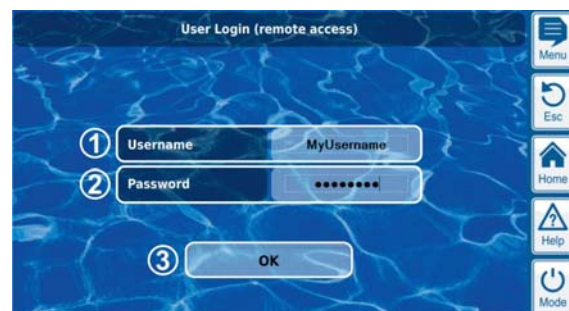 User Login (remote access)
Menu
Esc
① Username MyUsername
Home
② Password ••••••••
Help
③ OK
Mode